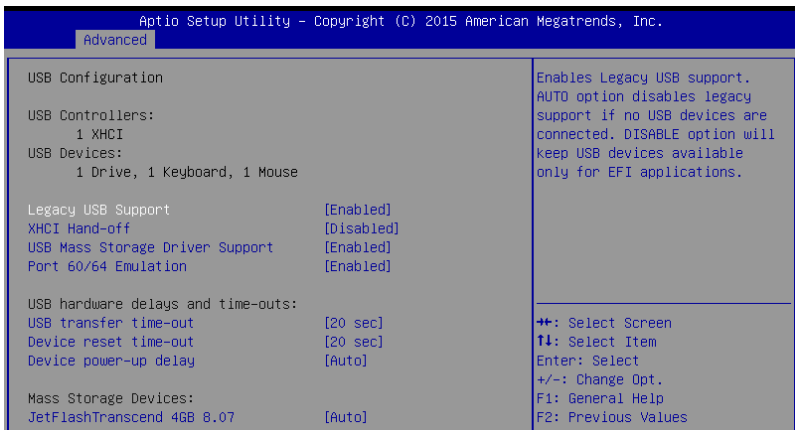 Aptio Setup Utility – Copyright (C) 2015 American Megatrends, Inc.
Advanced
USB Configuration
USB Controllers:
1 XHCI
USB Devices:
1 Drive, 1 Keyboard, 1 Mouse
Legacy USB Support [Enabled]
XHCI Hand-off [Disabled]
USB Mass Storage Driver Support [Enabled]
Port 60/64 Emulation [Enabled]
USB hardware delays and time-outs:
USB transfer time-out [20 sec]
Device reset time-out [20 sec]
Device power-up delay [Auto]
Mass Storage Devices:
JetFlashTranscend 4GB 8.07 [Auto]
Enables Legacy USB support.
AUTO option disables legacy
support if no USB devices are
connected. DISABLE option will
keep USB devices available
only for EFI applications.
→←: Select Screen
↑↓: Select Item
Enter: Select
+/-: Change Opt.
F1: General Help
F2: Previous Values